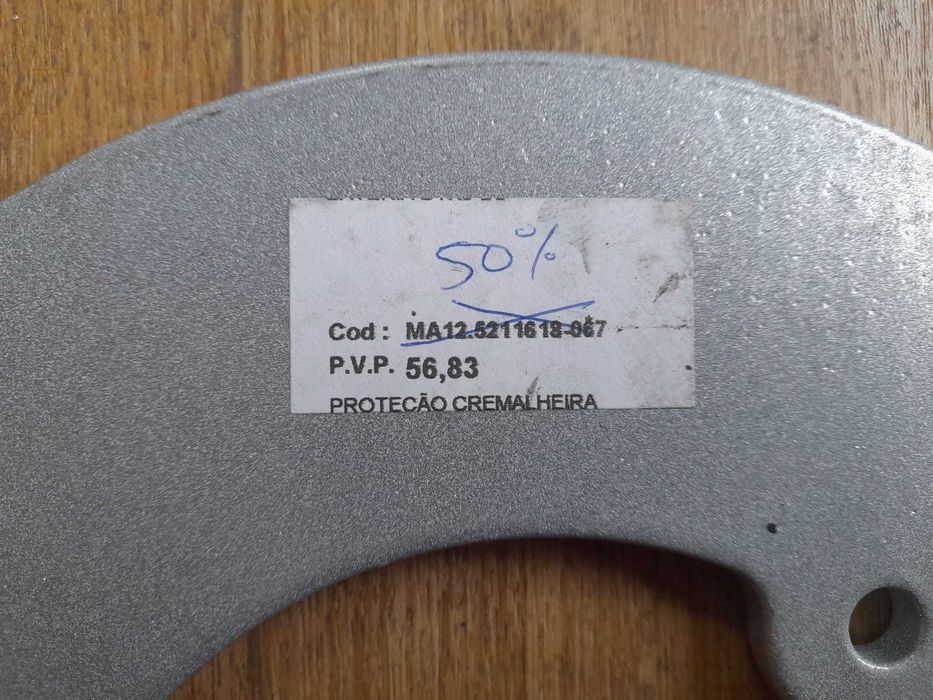 50%
Cod : MA12.5211618-067
P.V.P. 56,83
PROTECÃO CREMALHEIRA